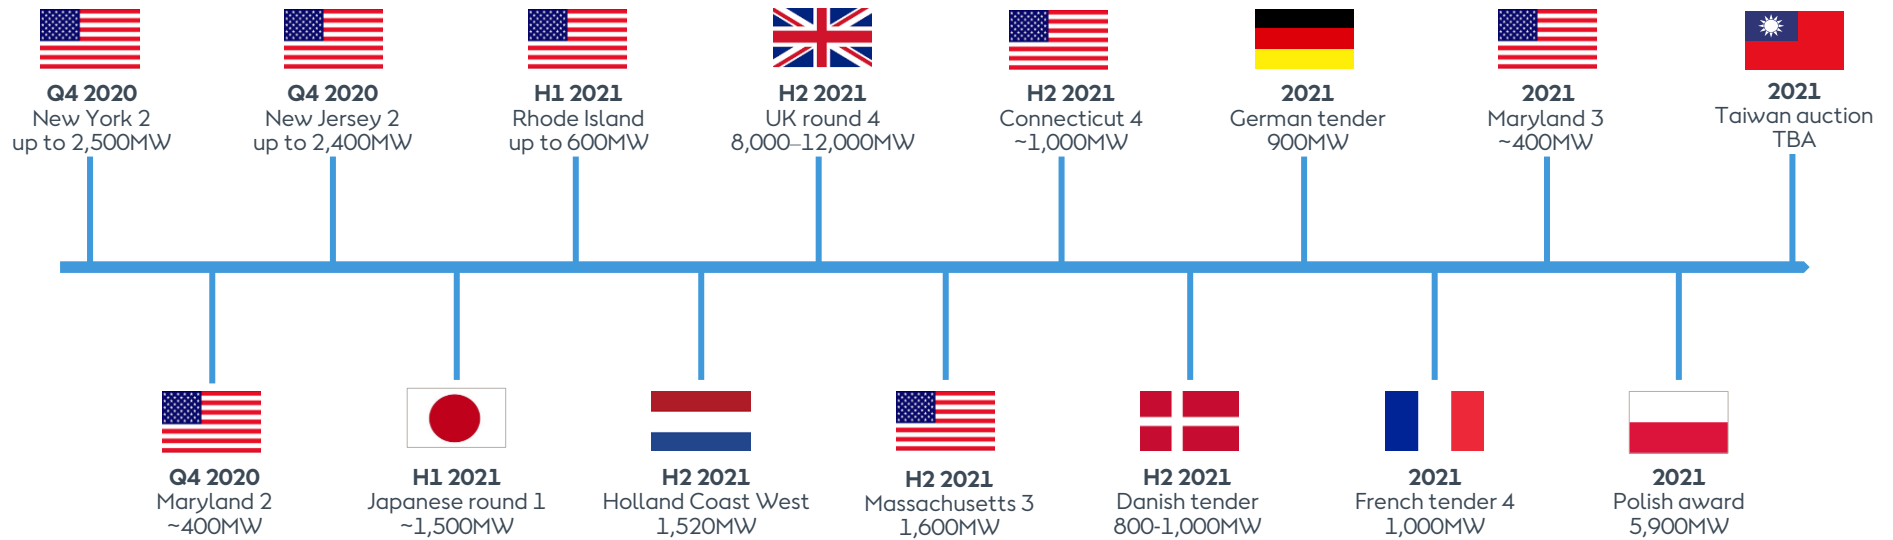 Q4 2020
New York 2
up to 2,500MW
Q4 2020
New Jersey 2
up to 2,400MW
H1 2021
Rhode Island
up to 600MW
H2 2021
UK round 4
8,000–12,000MW
H2 2021
Connecticut 4
~1,000MW
2021
German tender
900MW
2021
Maryland 3
~400MW
2021
Taiwan auction
TBA
Q4 2020
Maryland 2
~400MW
H1 2021
Japanese round 1
~1,500MW
H2 2021
Holland Coast West
1,520MW
H2 2021
Massachusetts 3
1,600MW
H2 2021
Danish tender
800-1,000MW
2021
French tender 4
1,000MW
2021
Polish award
5,900MW